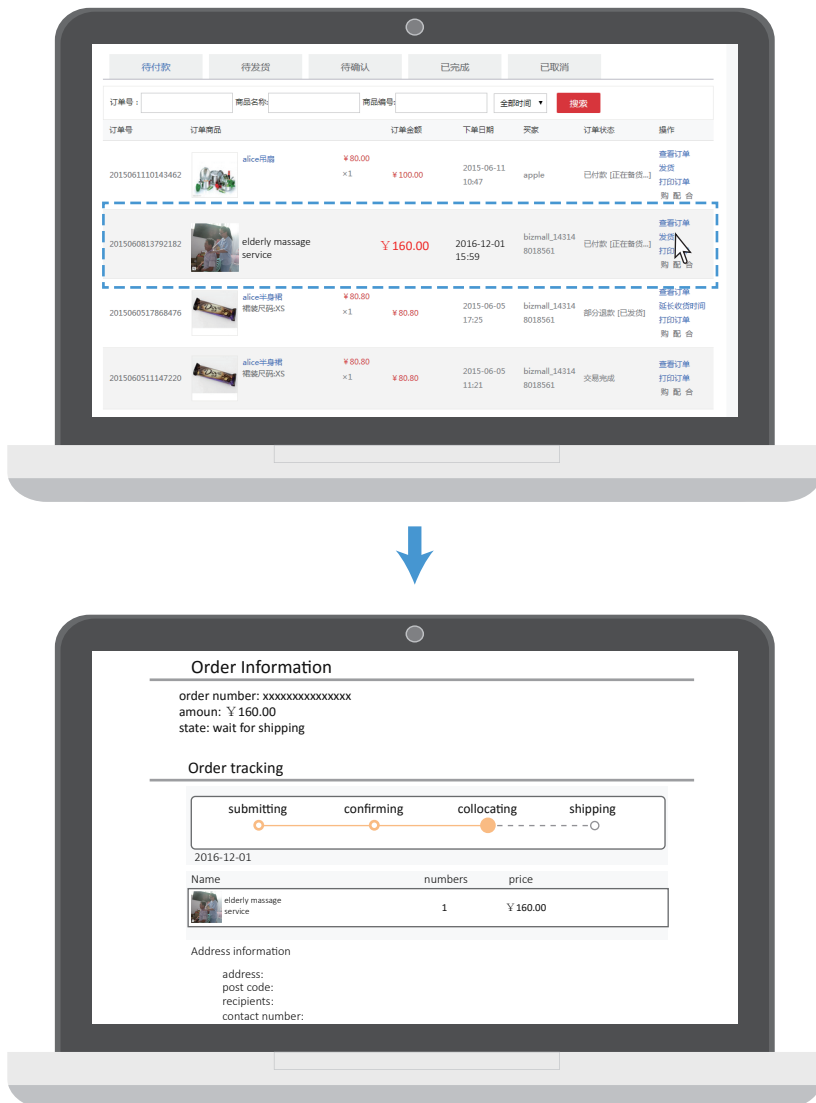 待付款 待发货 待确认 已完成 已取消
订单号： 商品名称: 商品编号: 全部时间 ▼ 搜索
订单号 订单商品 订单金额 下单日期 买家 订单状态 操作
2015061110143462
alice吊扇
￥80.00
×1
￥100.00
2015-06-11
10:47
apple
已付款 [正在备货...]
查看订单
发货
打印订单
购 配 合
2015060813792182
elderly massage
service
￥160.00
2016-12-01
15:59
bizmall_14314
8018561
已付款 [正在备货...]
查看订单
发货
打印
购 配 合
2015060517868476
alice半身裙
裙装尺码:XS
￥80.80
×1
￥80.80
2015-06-05
17:25
bizmall_14314
8018561
部分退款 [已发货]
查看订单
延长收货时间
打印订单
购 配 合
2015060511147220
alice半身裙
裙装尺码:XS
￥80.80
×1
￥80.80
2015-06-05
11:21
bizmall_14314
8018561
交易完成
查看订单
打印订单
购 配 合
Order Information
order number: xxxxxxxxxxxxxxx
amoun: ￥160.00
state: wait for shipping
Order tracking
submitting confirming collocating shipping
2016-12-01
Name numbers price
elderly massage
service
1 ￥160.00
Address information
address:
post code:
recipients:
contact number: